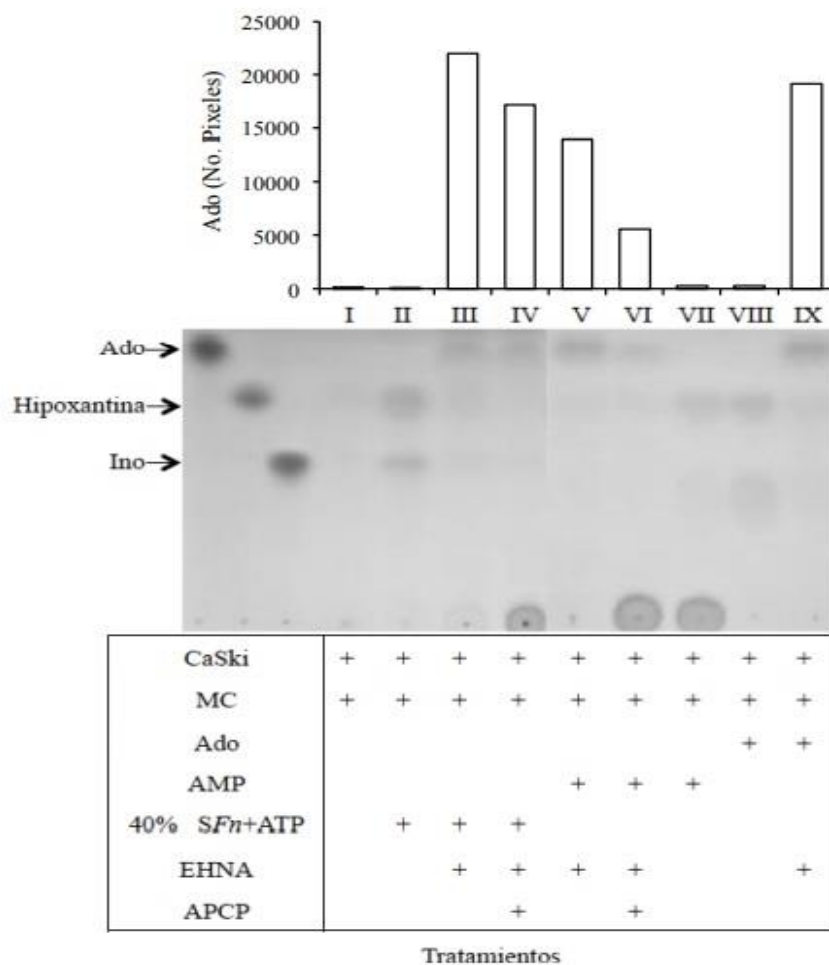 25000
20000
15000
10000
5000
0
Ado (No. Pixeles)
I II III IV V VI VII VIII IX
Ado
Hipoxantina
Ino
CaSki + + + + + + + + +
MC + + + + + + + + +
Ado + +
AMP + + +
40% SFn+ATP + + +
EHNA + + + + +
APCP + +
Tratamientos